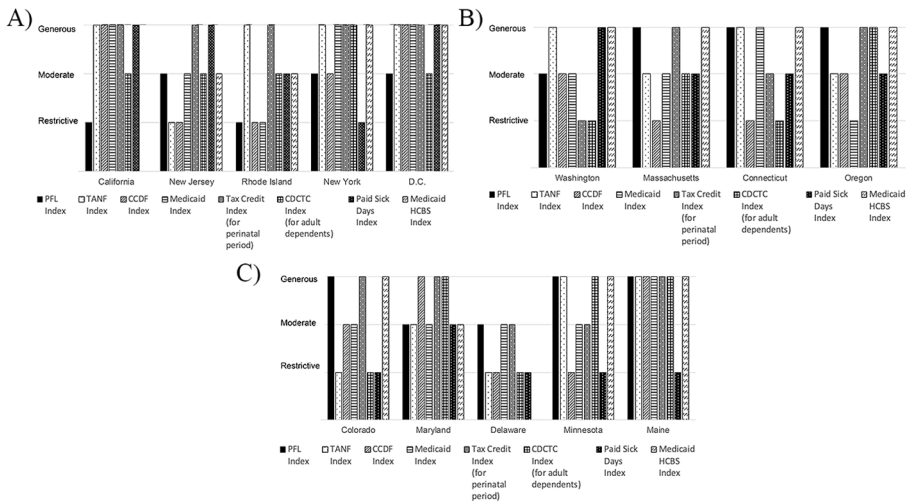 A)
Generous
Moderate
Restrictive
California New Jersey Rhode Island New York D.C.
PFL Index TANF Index CCDF Index Medicaid Index Tax Credit Index (for perinatal period) CDCTC Index (for adult dependents) Paid Sick Days Index Medicaid HCBS Index
B)
Generous
Moderate
Restrictive
Washington Massachusetts Connecticut Oregon
PFL Index TANF Index CCDF Index Medicaid Index Tax Credit Index (for perinatal period) CDCTC Index (for adult dependents) Paid Sick Days Index Medicaid HCBS Index
C)
Generous
Moderate
Restrictive
Colorado Maryland Delaware Minnesota Maine
PFL Index TANF Index CCDF Index Medicaid Index Tax Credit Index (for perinatal period) CDCTC Index (for adult dependents) Paid Sick Days Index Medicaid HCBS Index